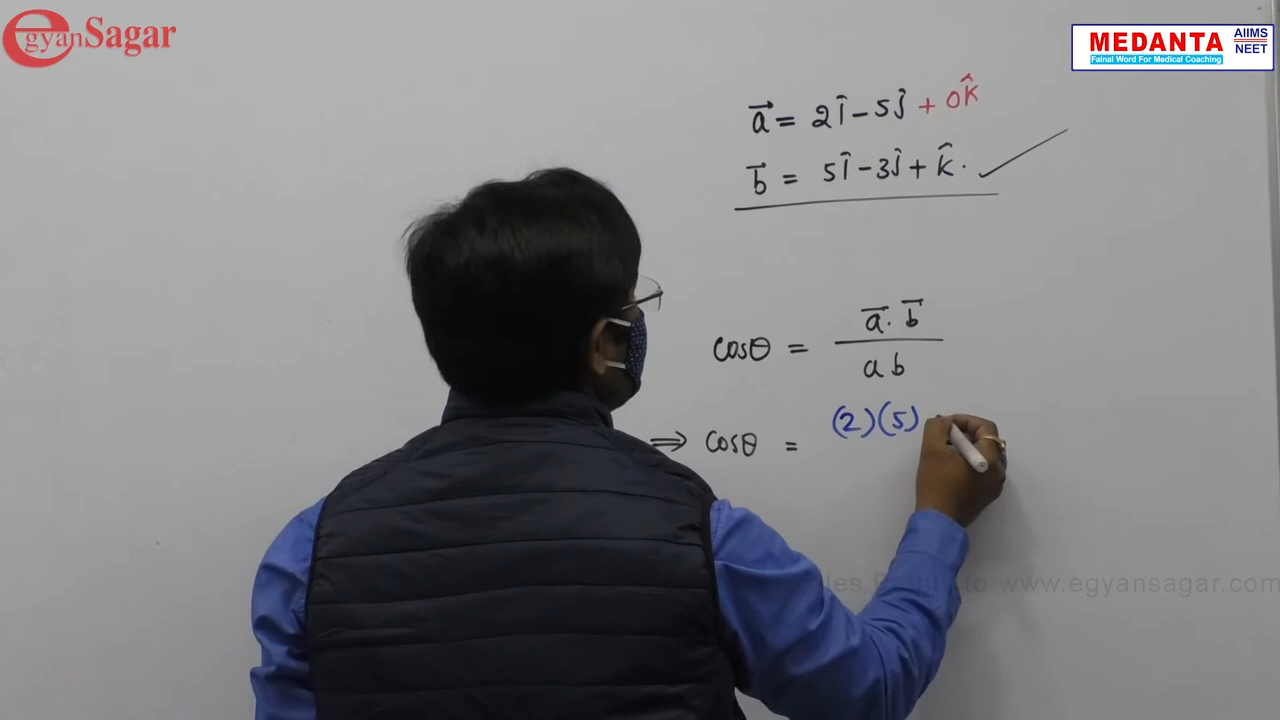 egyanSagar
MEDANTA AIIMS NEET
Fainal Word For Medical Coaching
a⃗ = 2î - 5ĵ + 0k̂
b⃗ = 5î - 3ĵ + k̂ .
cosθ = a⃗ . b⃗ / a b
⇒ cosθ = (2)(5)
to www.egyansagar.com